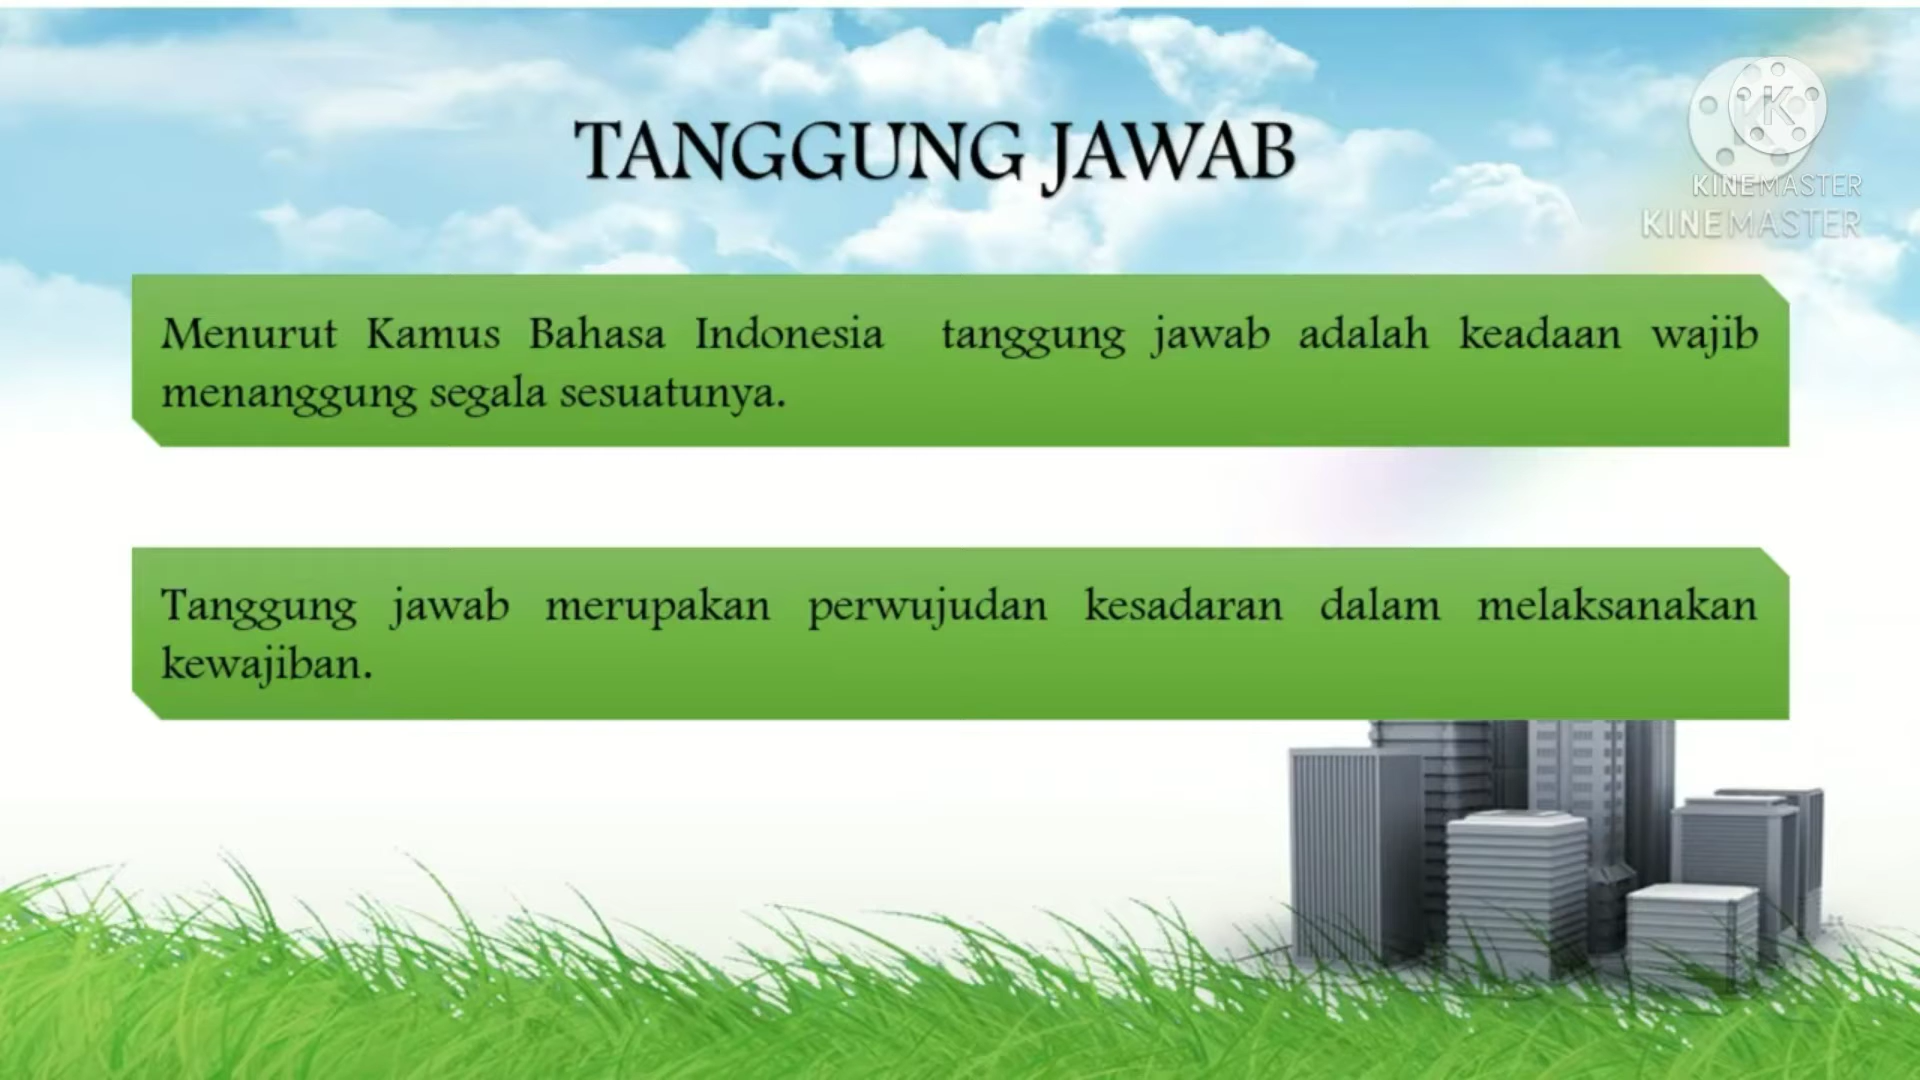 TANGGUNG JAWAB
K
KINEMASTER
KINEMASTER
Menurut Kamus Bahasa Indonesia tanggung jawab adalah keadaan wajib
menanggung segala sesuatunya.
Tanggung jawab merupakan perwujudan kesadaran dalam melaksanakan
kewajiban.